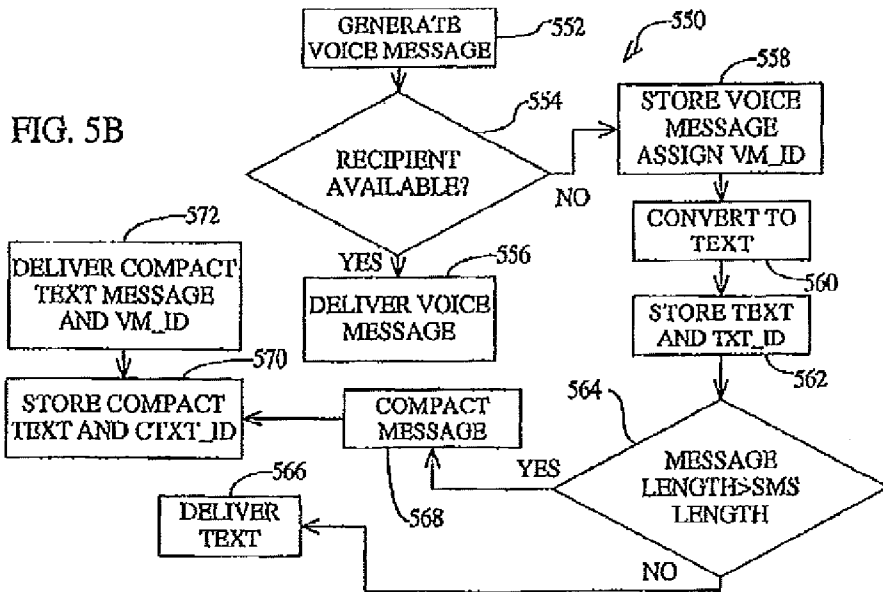 FIG. 5B
550
GENERATE
VOICE MESSAGE
552
RECIPIENT
AVAILABLE?
554
NO
YES
DELIVER VOICE
MESSAGE
556
STORE VOICE
MESSAGE
ASSIGN VM_ID
558
CONVERT TO
TEXT
560
STORE TEXT
AND TXT_ID
562
MESSAGE
LENGTH>SMS
LENGTH
564
YES
NO
DELIVER
TEXT
566
COMPACT
MESSAGE
568
STORE COMPACT
TEXT AND CTXT_ID
570
DELIVER COMPACT
TEXT MESSAGE
AND VM_ID
572